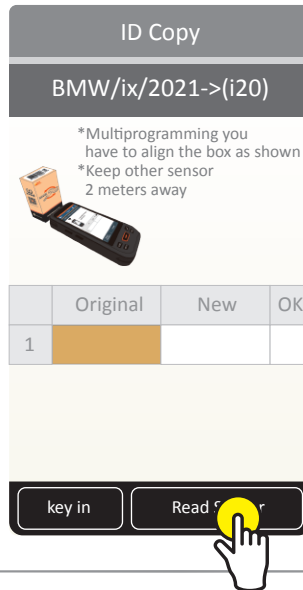 ID Copy
BMW/ix/2021->(i20)
*Multiprogramming you
have to align the box as shown
*Keep other sensor
2 meters away
Original New OK
1
key in Read